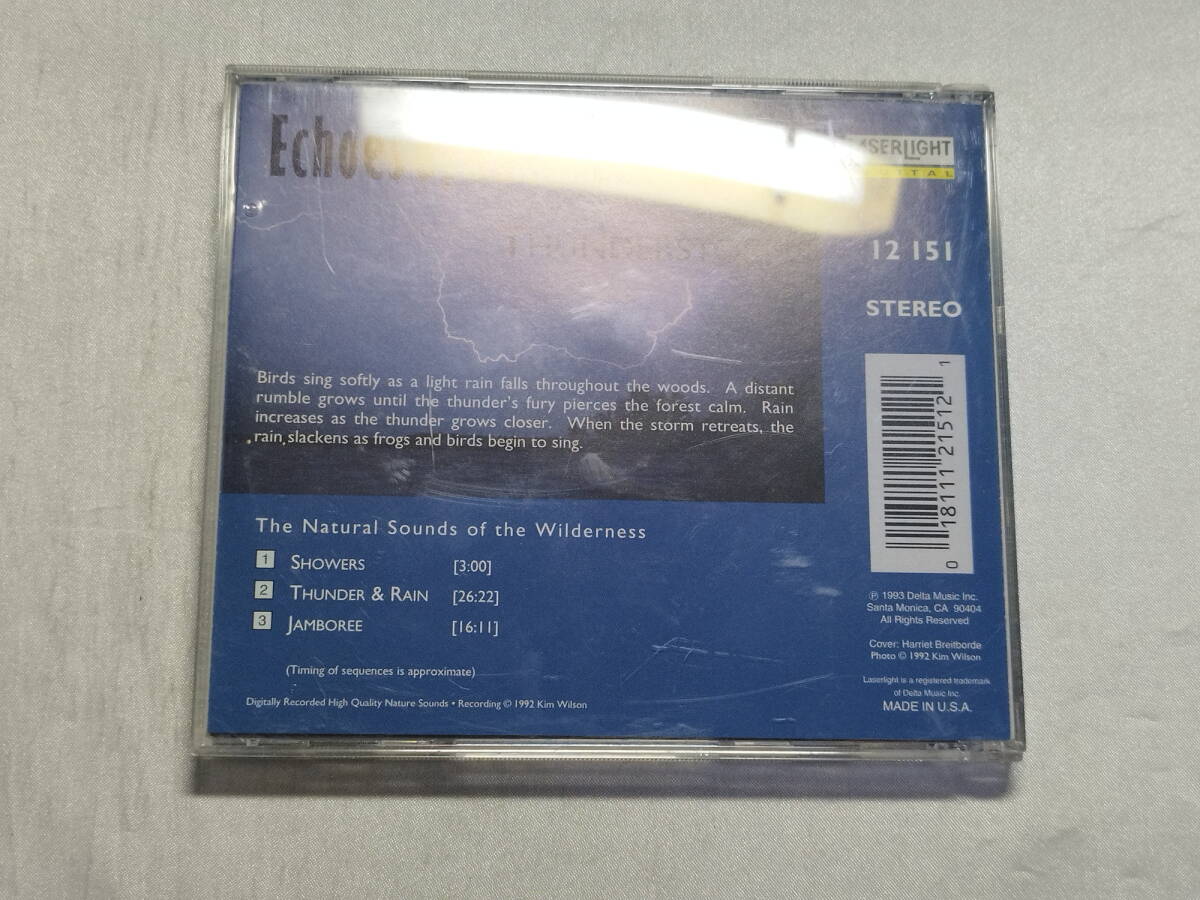 Echoes
LASERLIGHT
DIGITAL
12 151
STEREO
Birds sing softly as a light rain falls throughout the woods. A distant
rumble grows until the thunder's fury pierces the forest calm. Rain
increases as the thunder grows closer. When the storm retreats, the
rain slackens as frogs and birds begin to sing.
The Natural Sounds of the Wilderness
1 SHOWERS [3:00]
2 THUNDER & RAIN [26:22]
3 JAMBOREE [16:11]
(Timing of sequences is approximate)
Digitally Recorded High Quality Nature Sounds • Recording © 1992 Kim Wilson
0 18111 21512 1
℗ 1993 Delta Music Inc.
Santa Monica, CA 90404
All Rights Reserved
Cover: Harriet Breitborde
Photo © 1992 Kim Wilson
Laserlight is a registered trademark
of Delta Music Inc.
MADE IN U.S.A.